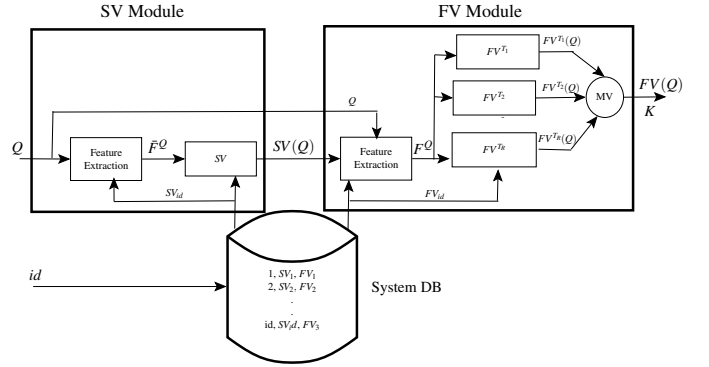 SV Module
FV Module
Q
Q
Feature
Extraction
F̄^Q
SV
SV(Q)
SV_id
Feature
Extraction
F^Q
FV^{T_1}
FV^{T_1}(Q)
FV^{T_2}
FV^{T_2}(Q)
FV^{T_R}
FV^{T_R}(Q)
MV
FV(Q)
K
FV_id
id
1, SV_1, FV_1
2, SV_2, FV_2
.
.
id, SV_id, FV_3
System DB